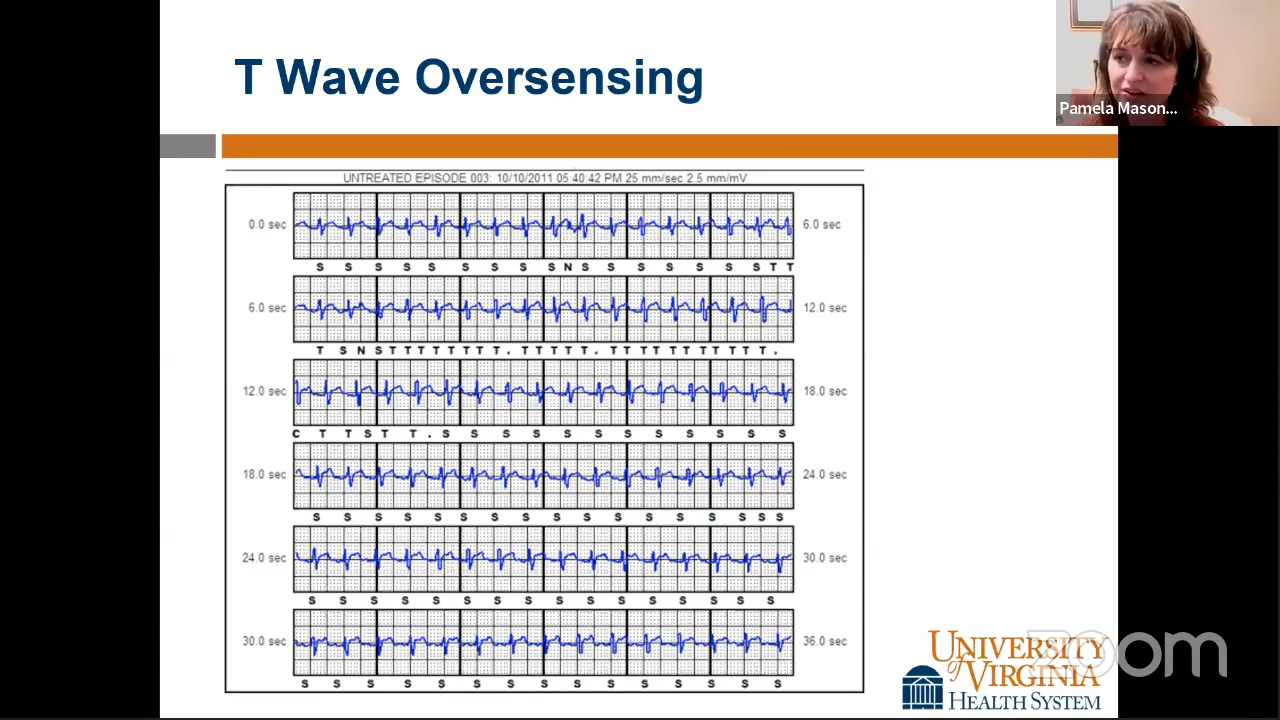 T Wave Oversensing
Pamela Mason...
UNTREATED EPISODE 003: 10/10/2011 05:40:42 PM 25 mm/sec 2.5 mm/mV
0.0 sec 6.0 sec
S S S S S S S S S N S S S S S S S T T
6.0 sec 12.0 sec
T S N S T T T T T T T T . T T T T T . T T T T T T T T T T .
12.0 sec 18.0 sec
C T T S T T . S S S S S S S S S S S S
18.0 sec 24.0 sec
S S S S S S S S S S S S S S S S S
24.0 sec 30.0 sec
S S S S S S S S S S S S S S S S
30.0 sec 36.0 sec
S S S S S S S S S S S S S S S
UNIVERSITY
of VIRGINIA
HEALTH SYSTEM
zoom